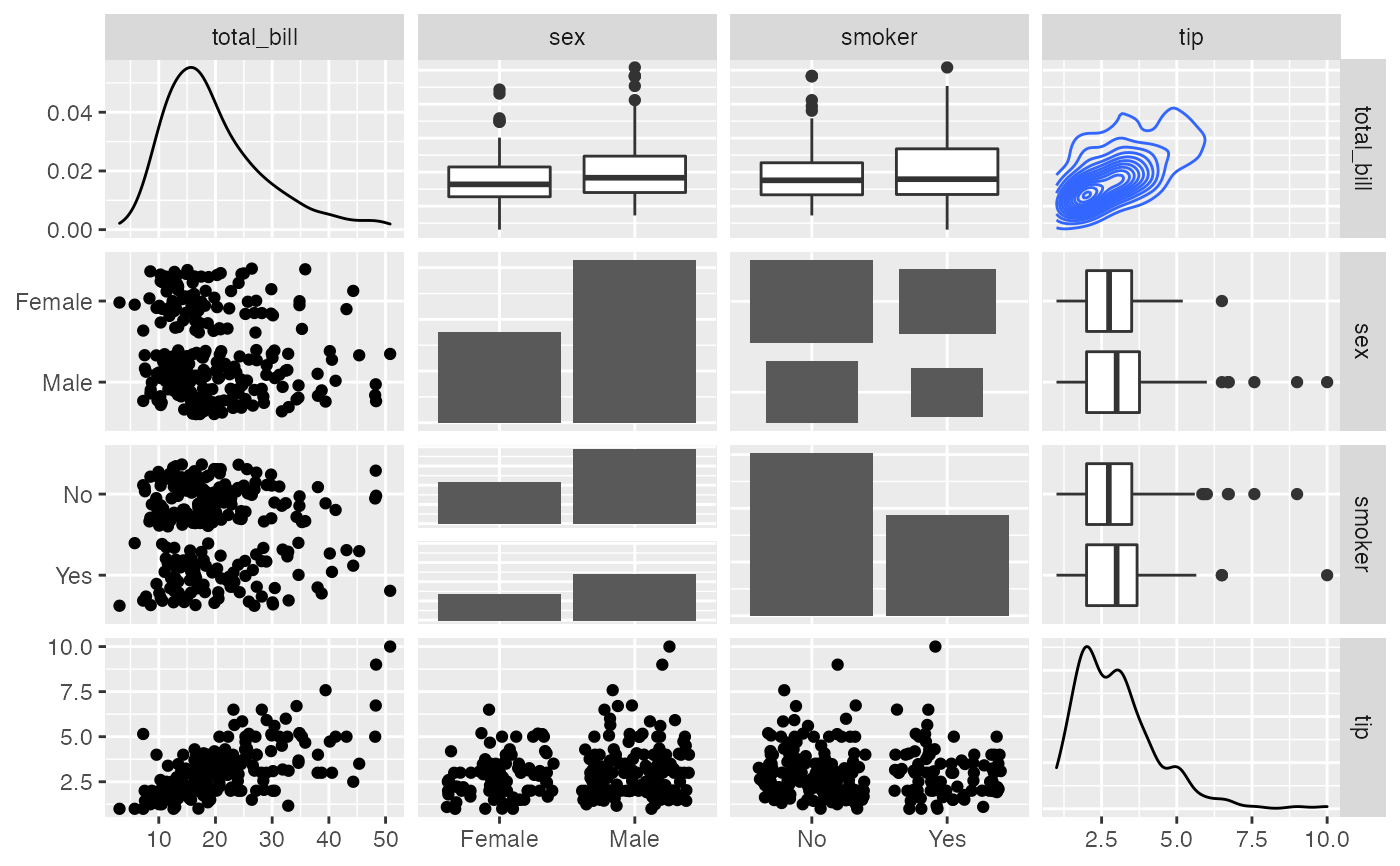 total_bill sex smoker tip
0.04
0.02
0.00
total_bill
Female
Male
sex
No
Yes
smoker
10.0
7.5
5.0
2.5
tip
10 20 30 40 50 Female Male No Yes 2.5 5.0 7.5 10.0